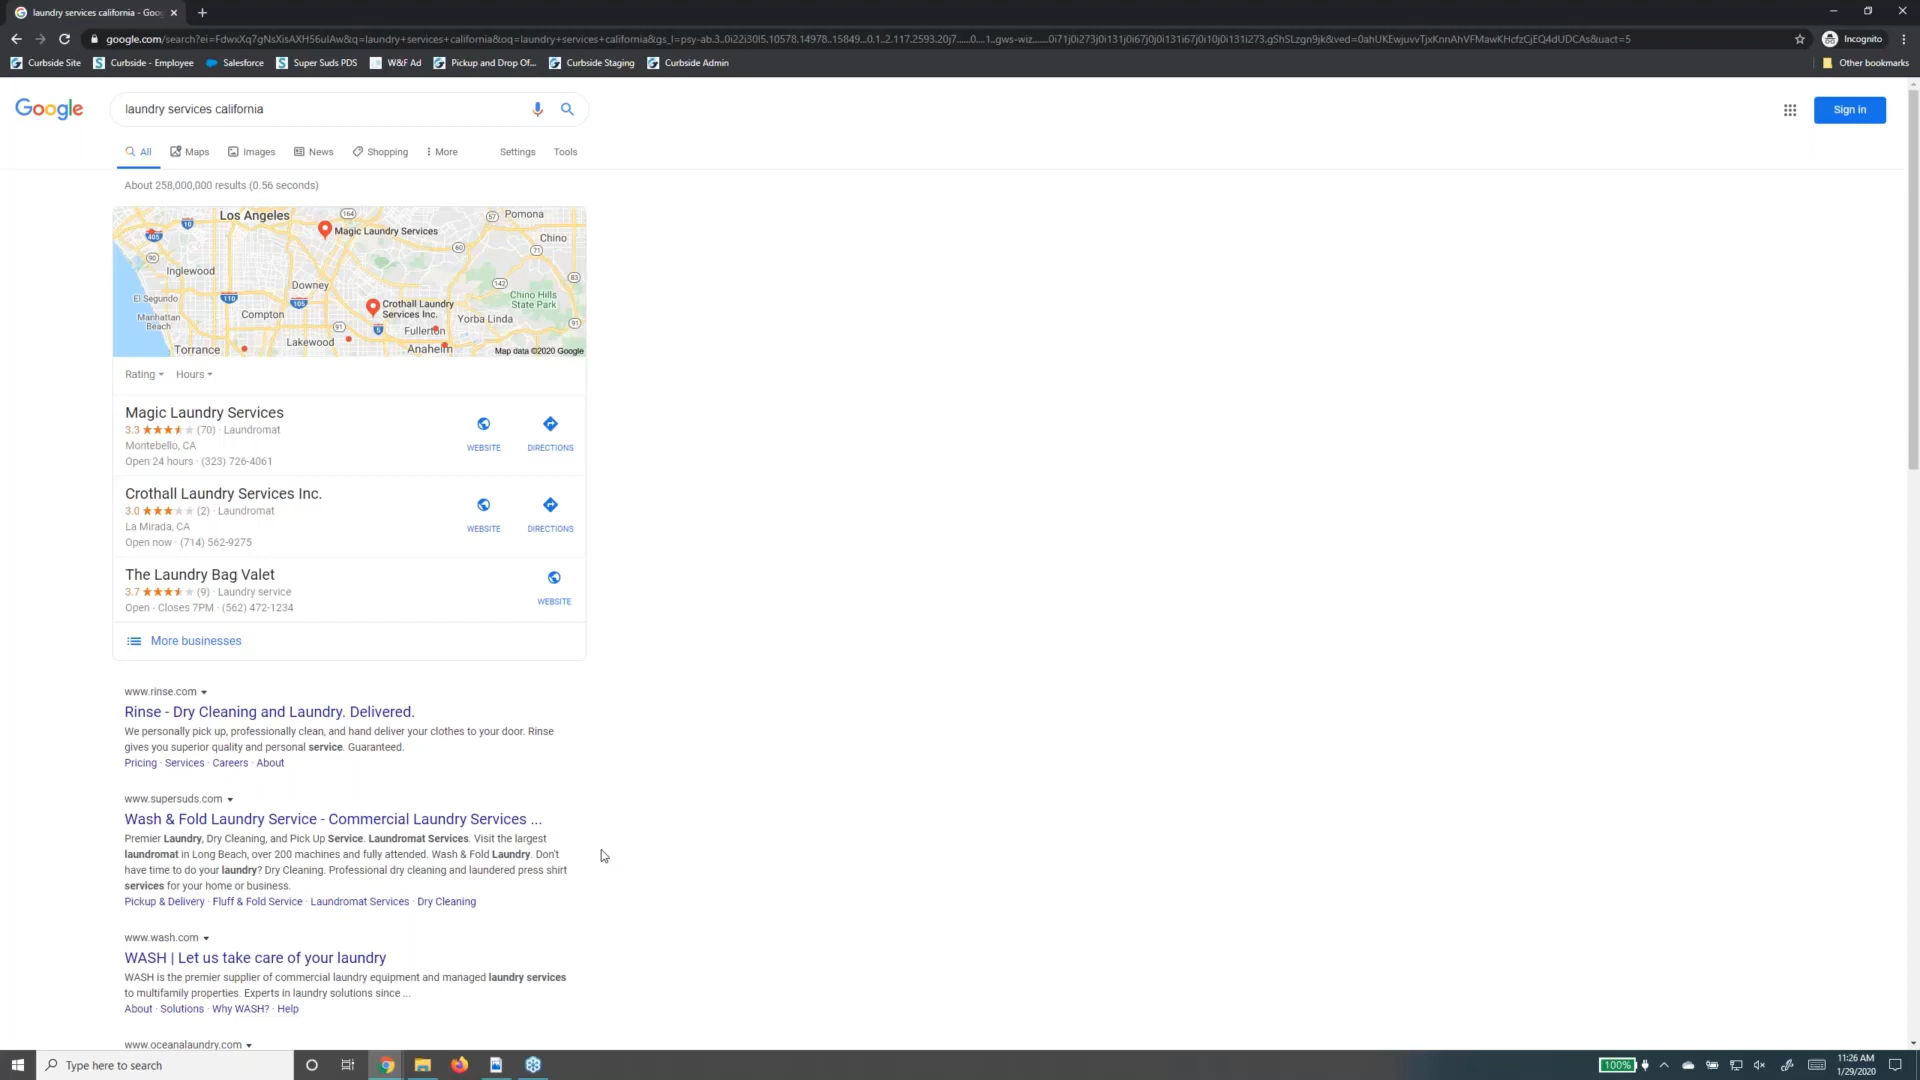 laundry services california - Goo
google.com/search?ei=FdwxXq7gNsXisAXH56uIAw&q=laundry+services+california&oq=laundry+services+california&gs_l=psy-ab.3..0i22i30l5.10578.14978..15849...0.1..2.117.2593.20j7......0....1..gws-wiz.......0i71j0i273j0i131j0i67j0j0i131i67j0i10j0i131i273.gShSLzgn9jk&ved=0ahUKEwjuvvTjxKnnAhVFMawKHcfzCjEQ4dUDCAs&uact=5
Incognito
Curbside Site
Curbside - Employee
Salesforce
Super Suds PDS
W&F Ad
Pickup and Drop Of...
Curbside Staging
Curbside Admin
Other bookmarks
Google
laundry services california
Sign in
All
Maps
Images
News
Shopping
More
Settings
Tools
About 258,000,000 results (0.56 seconds)
Los Angeles
Pomona
Magic Laundry Services
Chino
Inglewood
Downey
El Segundo
Chino Hills
State Park
Manhattan
Beach
Compton
Crothall Laundry
Services Inc.
Yorba Linda
Fullerton
Lakewood
Torrance
Anaheim
Map data ©2020 Google
10
164
57
405
60
71
90
83
142
110
105
91
5
91
Rating
Hours
Magic Laundry Services
3.3 (70) · Laundromat
Montebello, CA
Open 24 hours · (323) 726-4061
WEBSITE
DIRECTIONS
Crothall Laundry Services Inc.
3.0 (2) · Laundromat
La Mirada, CA
Open now · (714) 562-9275
WEBSITE
DIRECTIONS
The Laundry Bag Valet
3.7 (9) · Laundry service
Open · Closes 7PM · (562) 472-1234
WEBSITE
More businesses
www.rinse.com
Rinse - Dry Cleaning and Laundry. Delivered.
We personally pick up, professionally clean, and hand deliver your clothes to your door. Rinse
gives you superior quality and personal service. Guaranteed.
Pricing · Services · Careers · About
www.supersuds.com
Wash & Fold Laundry Service - Commercial Laundry Services ...
Premier Laundry, Dry Cleaning, and Pick Up Service. Laundromat Services. Visit the largest
laundromat in Long Beach, over 200 machines and fully attended. Wash & Fold Laundry. Don't
have time to do your laundry? Dry Cleaning. Professional dry cleaning and laundered press shirt
services for your home or business.
Pickup & Delivery · Fluff & Fold Service · Laundromat Services · Dry Cleaning
www.wash.com
WASH | Let us take care of your laundry
WASH is the premier supplier of commercial laundry equipment and managed laundry services
to multifamily properties. Experts in laundry solutions since ...
About · Solutions · Why WASH? · Help
www.oceanalaundry.com
Type here to search
100%
11:26 AM
1/29/2020